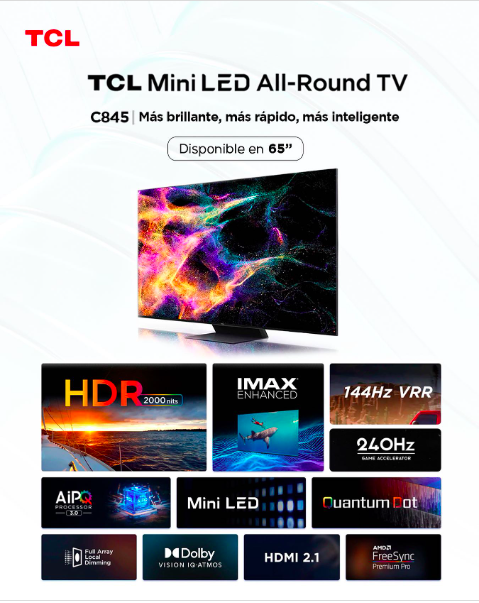 TCL
TCL Mini LED All-Round TV
C845 | Más brillante, más rápido, más inteligente
Disponible en 65”
HDR 2000nits
IMAX®
ENHANCED
144Hz VRR
240Hz
GAME ACCELERATOR
AiPQ
PROCESSOR
3.0
Mini LED
Quantum Dot
Full Array
Local
Dimming
Dolby
VISION IQ·ATMOS
HDMI 2.1
AMD
FreeSync
Premium Pro